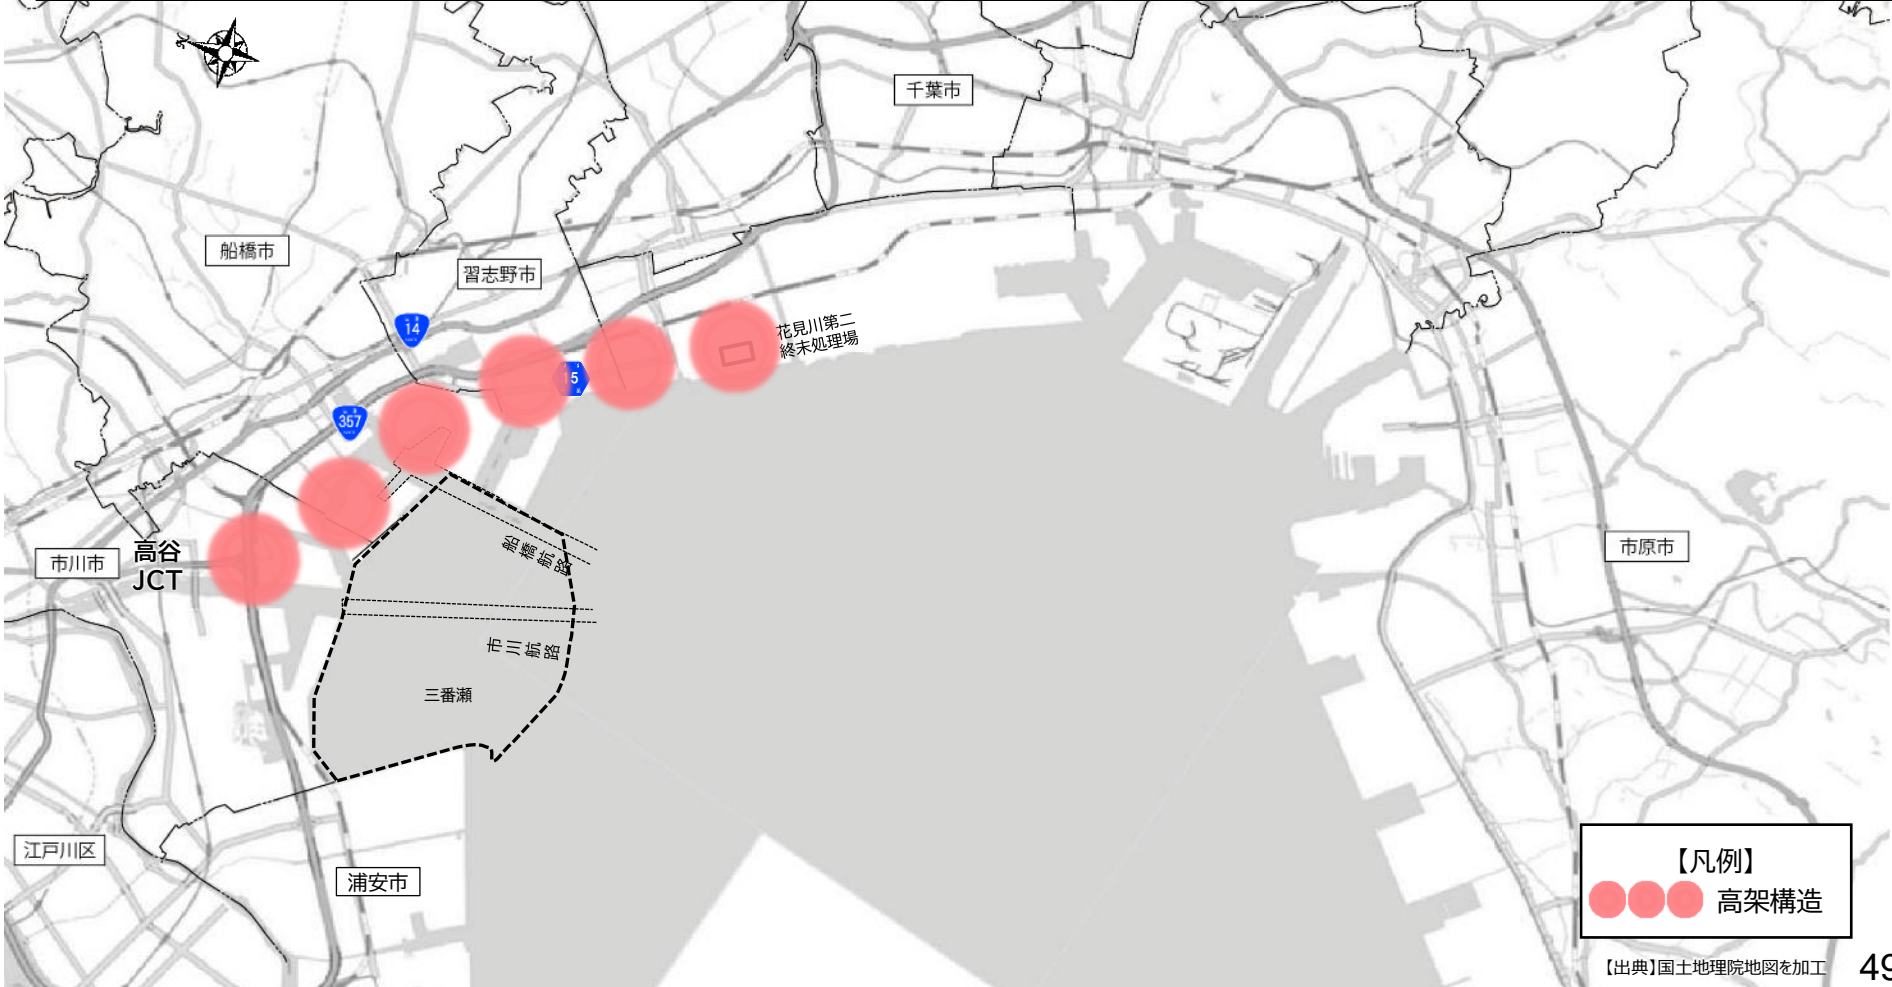 千葉市
船橋市
習志野市
14
花見川第二
終末処理場
15
357
高谷
JCT
市川市
船橋航路
市原市
市川航路
三番瀬
江戸川区
浦安市
【凡例】
高架構造
【出典】国土地理院地図を加工
49